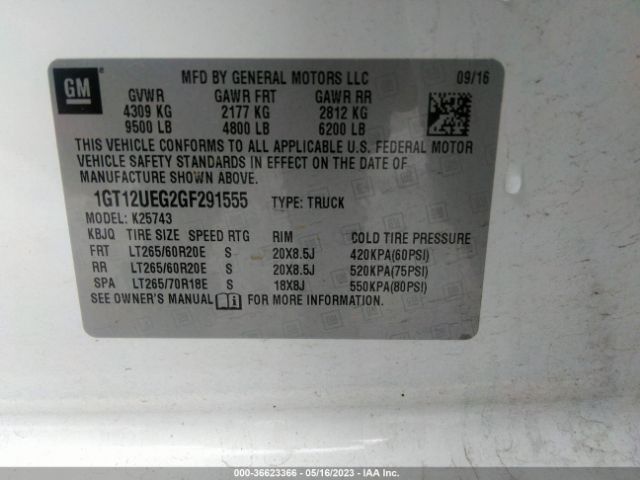 GM
MFD BY GENERAL MOTORS LLC 09/16
GVWR GAWR FRT GAWR RR
4309 KG 2177 KG 2812 KG
9500 LB 4800 LB 6200 LB
THIS VEHICLE CONFORMS TO ALL APPLICABLE U.S. FEDERAL MOTOR
VEHICLE SAFETY STANDARDS IN EFFECT ON THE DATE OF
MANUFACTURE SHOWN ABOVE.
1GT12UEG2GF291555 TYPE: TRUCK
MODEL: K25743
KBJQ TIRE SIZE SPEED RTG RIM COLD TIRE PRESSURE
FRT LT265/60R20E S 20X8.5J 420KPA(60PSI)
RR LT265/60R20E S 20X8.5J 520KPA(75PSI)
SPA LT265/70R18E S 18X8J 550KPA(80PSI)
SEE OWNER'S MANUAL FOR MORE INFORMATION.
000-36623366 - 05/16/2023 - IAA Inc.